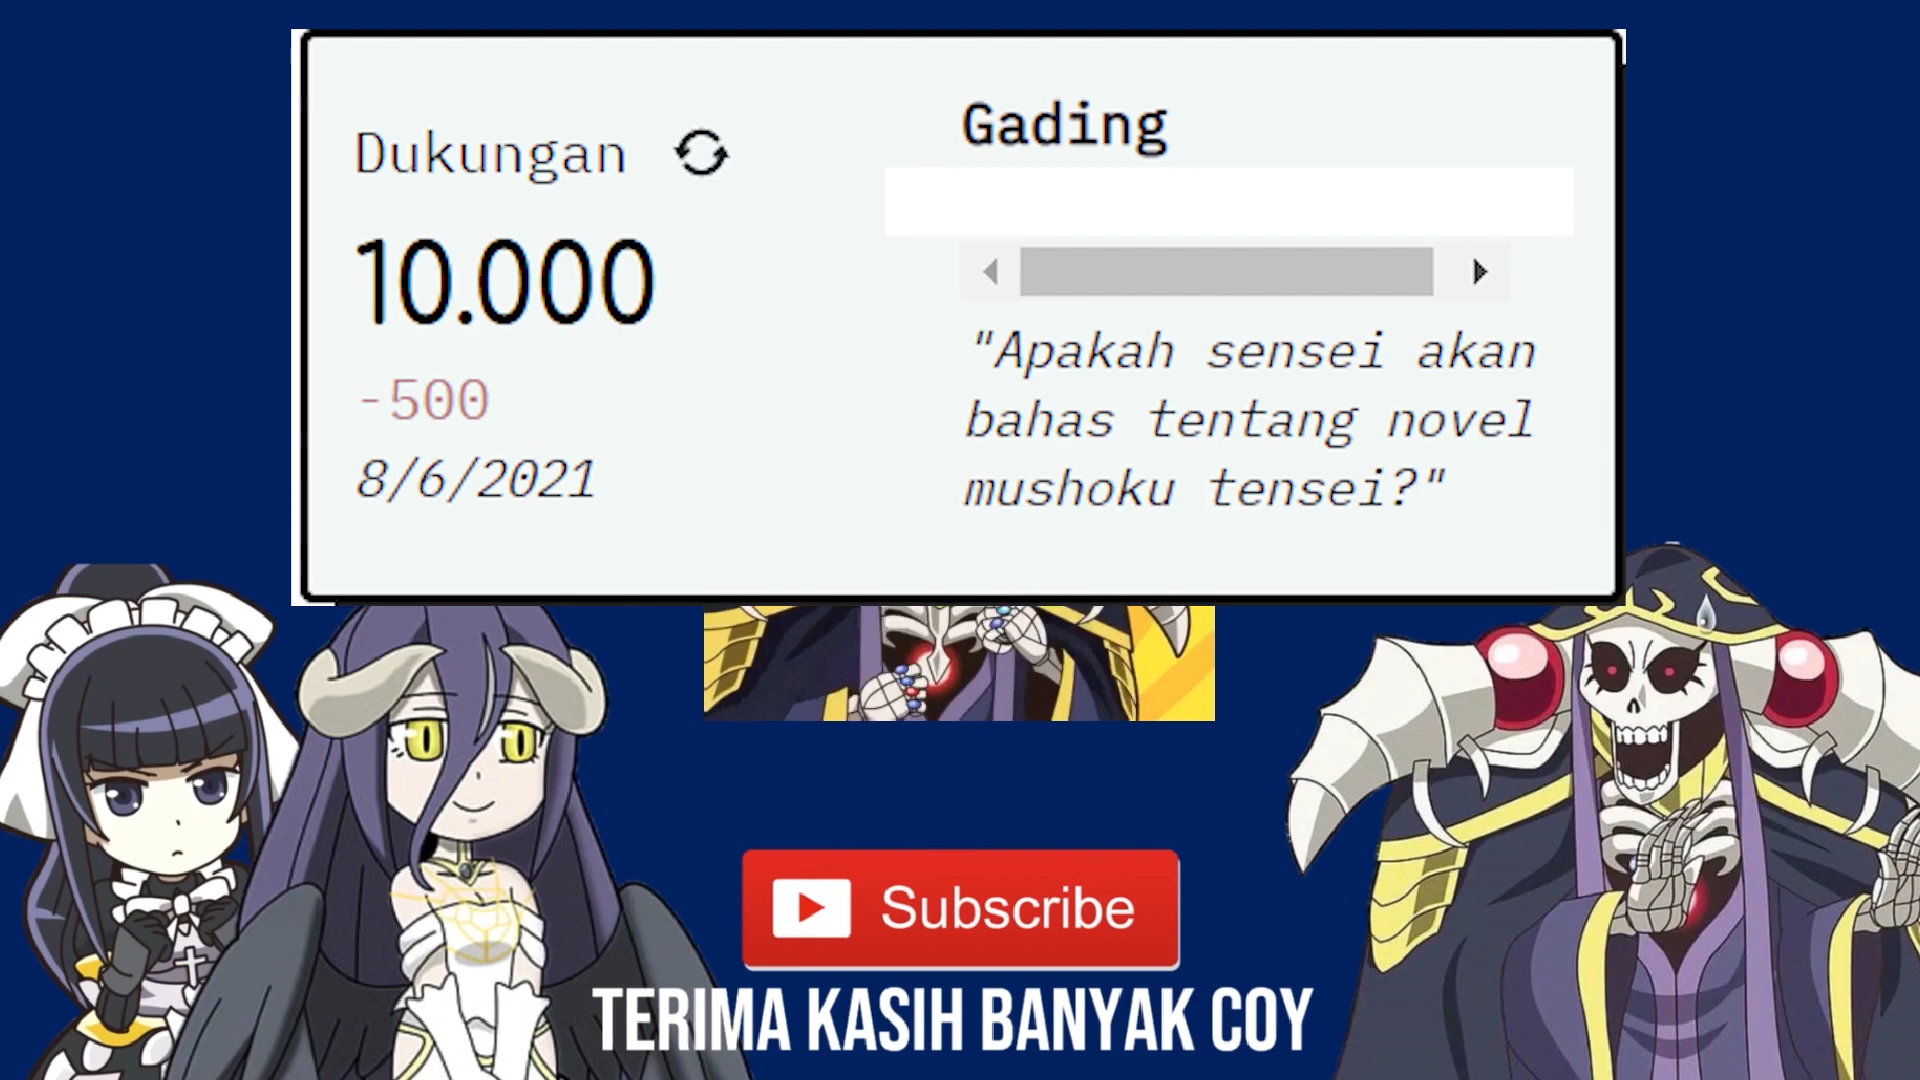 Dukungan
10.000
-500
8/6/2021
Gading
"Apakah sensei akan
bahas tentang novel
mushoku tensei?"
Subscribe
TERIMA KASIH BANYAK COY